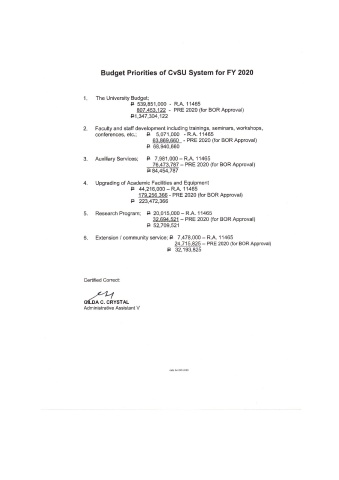 Budget Priorities of CvSU System for FY 2020
1. The University Budget;
₱ 539,851,000 - R.A. 11465
807,453,122 - PRE 2020 (for BOR Approval)
₱1,347,304,122
2. Faculty and staff development including trainings, seminars, workshops,
conferences, etc.; ₱ 5,071,000 - R.A. 11465
63,869,660 - PRE 2020 (for BOR Approval)
₱ 68,940,660
3. Auxiliary Services; ₱ 7,981,000 – R.A. 11465
76,473,787 – PRE 2020 (for BOR Approval)
₱ 84,454,787
4. Upgrading of Academic Facilities and Equipment
₱ 44,216,000 – R.A. 11465
179,256,366 - PRE 2020 (for BOR Approval)
₱ 223,472,366
5. Research Program; ₱ 20,015,000 – R.A. 11465
32,694,521 – PRE 2020 (for BOR Approval)
₱ 52,709,521
6. Extension / community service; ₱ 7,478,000 – R.A. 11465
24,715,825 – PRE 2020 (for BOR Approval)
₱ 32,193,825
Certified Correct:
GILDA C. CRYSTAL
Administrative Assistant V